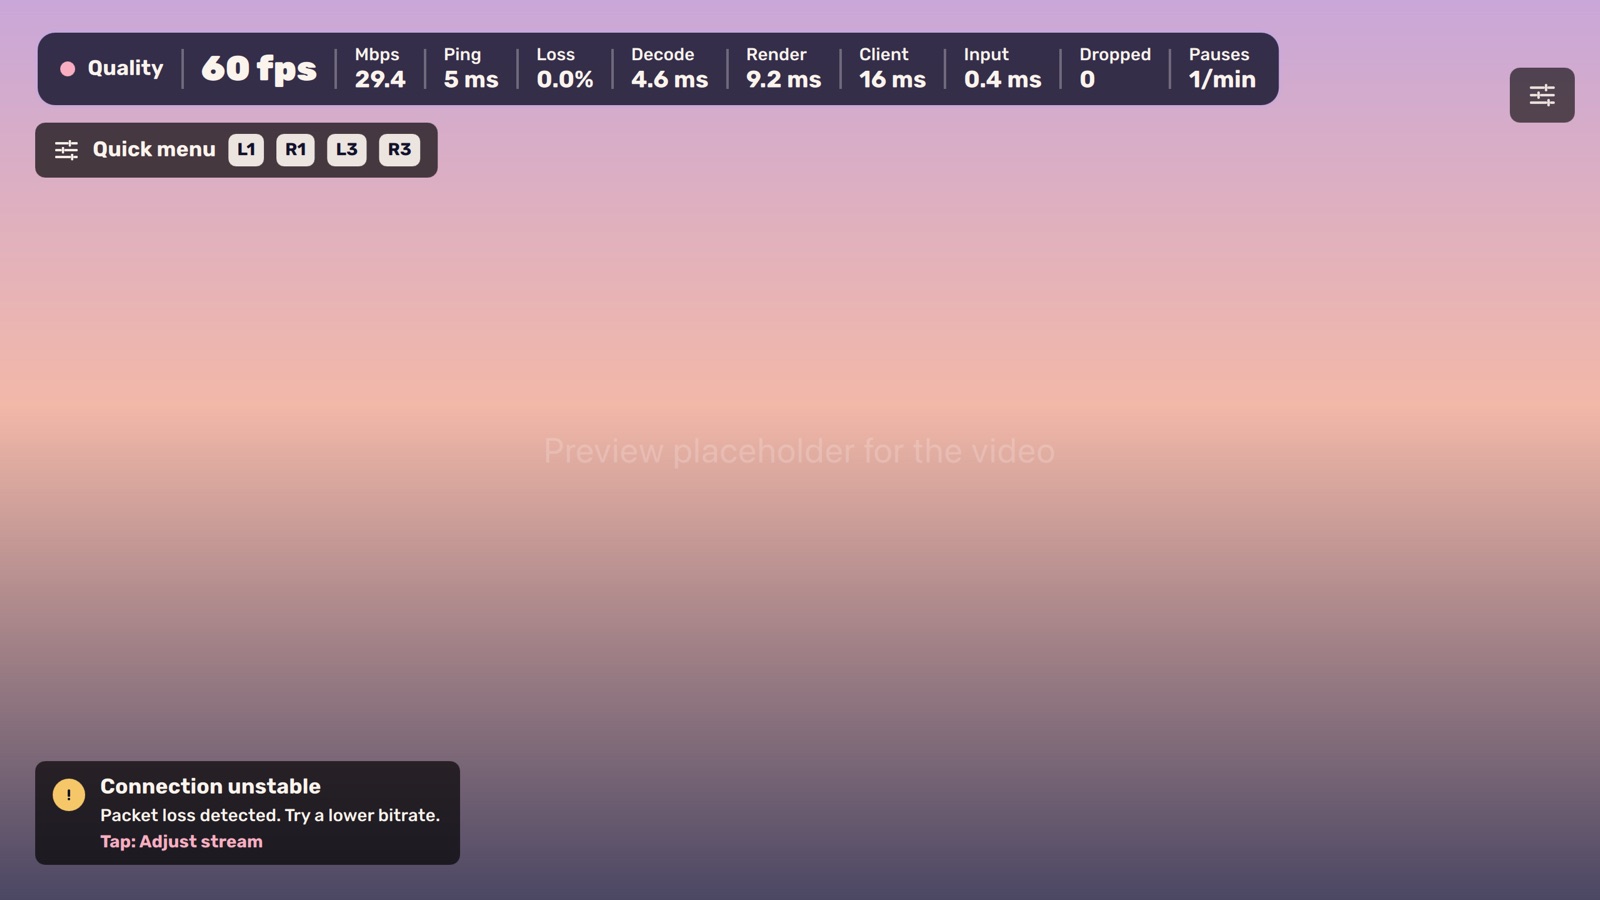 Quality
60 fps
Mbps
29.4
Ping
5 ms
Loss
0.0%
Decode
4.6 ms
Render
9.2 ms
Client
16 ms
Input
0.4 ms
Dropped
0
Pauses
1/min
Quick menu L1 R1 L3 R3
Preview placeholder for the video
!
Connection unstable
Packet loss detected. Try a lower bitrate.
Tap: Adjust stream